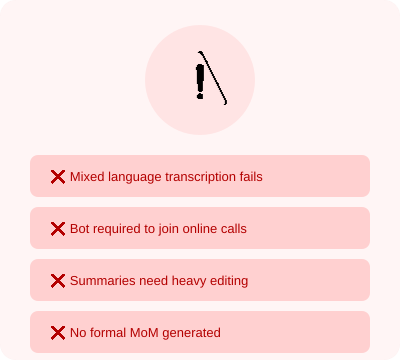 ❌ Mixed language transcription fails
❌ Bot required to join online calls
❌ Summaries need heavy editing
❌ No formal MoM generated